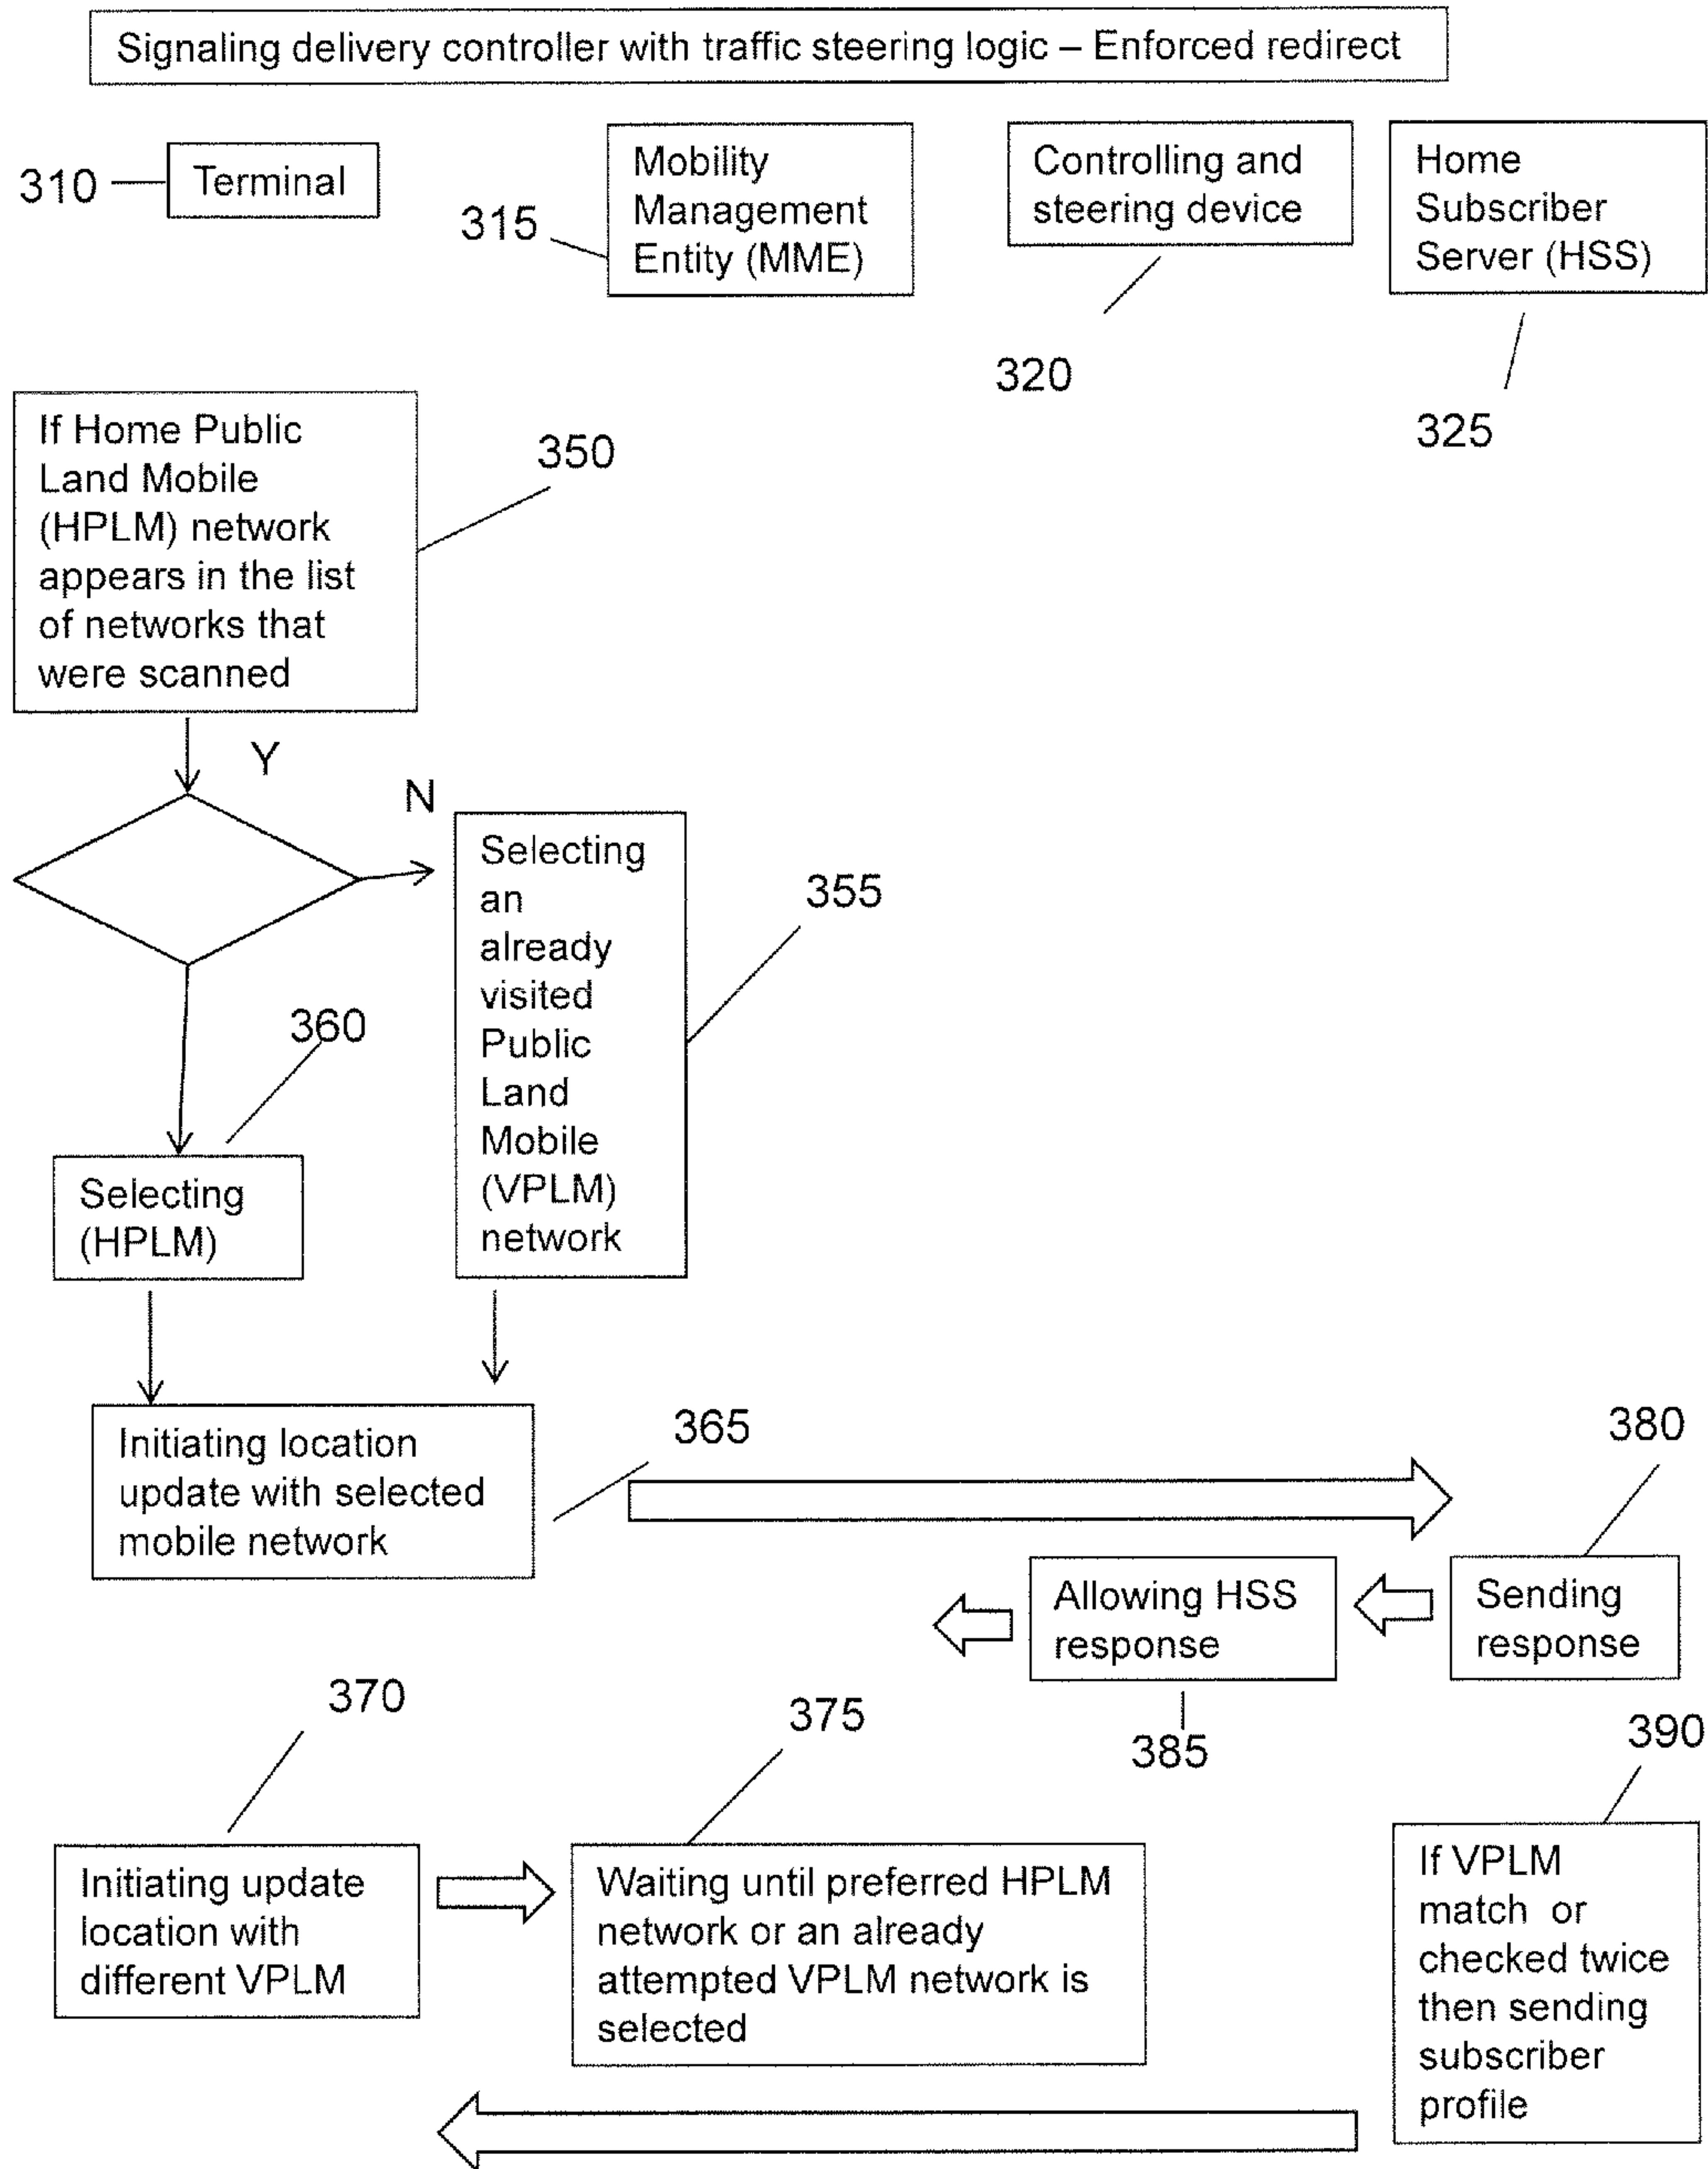 Signaling delivery controller with traffic steering logic – Enforced redirect
310
Terminal
315
Mobility
Management
Entity (MME)
Controlling and
steering device
320
Home
Subscriber
Server (HSS)
325
If Home Public
Land Mobile
(HPLM) network
appears in the list
of networks that
were scanned
350
Y
N
Selecting
an
already
visited
Public
Land
Mobile
(VPLM)
network
355
360
Selecting
(HPLM)
Initiating location
update with selected
mobile network
365
380
Allowing HSS
response
385
Sending
response
370
375
390
Initiating update
location with
different VPLM
Waiting until preferred HPLM
network or an already
attempted VPLM network is
selected
If VPLM
match or
checked twice
then sending
subscriber
profile